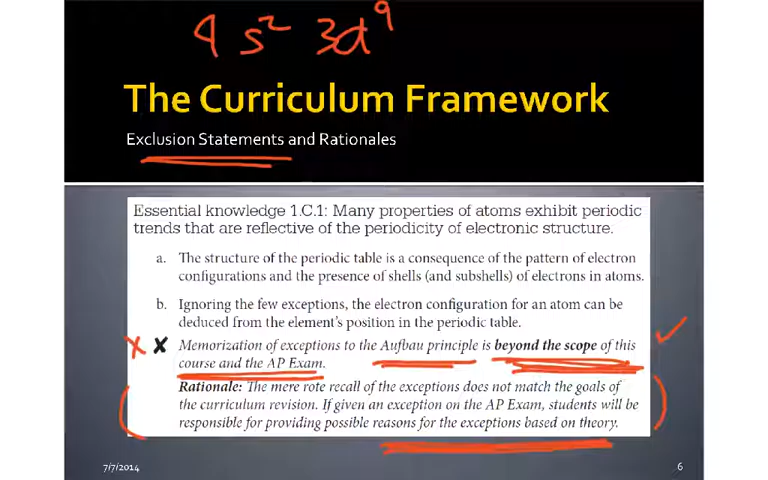 4 s² 3d⁹
The Curriculum Framework
Exclusion Statements and Rationales
Essential knowledge 1.C.1: Many properties of atoms exhibit periodic
trends that are reflective of the periodicity of electronic structure.
a. The structure of the periodic table is a consequence of the pattern of electron
configurations and the presence of shells (and subshells) of electrons in atoms.
b. Ignoring the few exceptions, the electron configuration for an atom can be
deduced from the element's position in the periodic table.
✗ Memorization of exceptions to the Aufbau principle is beyond the scope of this
course and the AP Exam.
Rationale: The mere rote recall of the exceptions does not match the goals of
the curriculum revision. If given an exception on the AP Exam, students will be
responsible for providing possible reasons for the exceptions based on theory.
7/7/2014 6